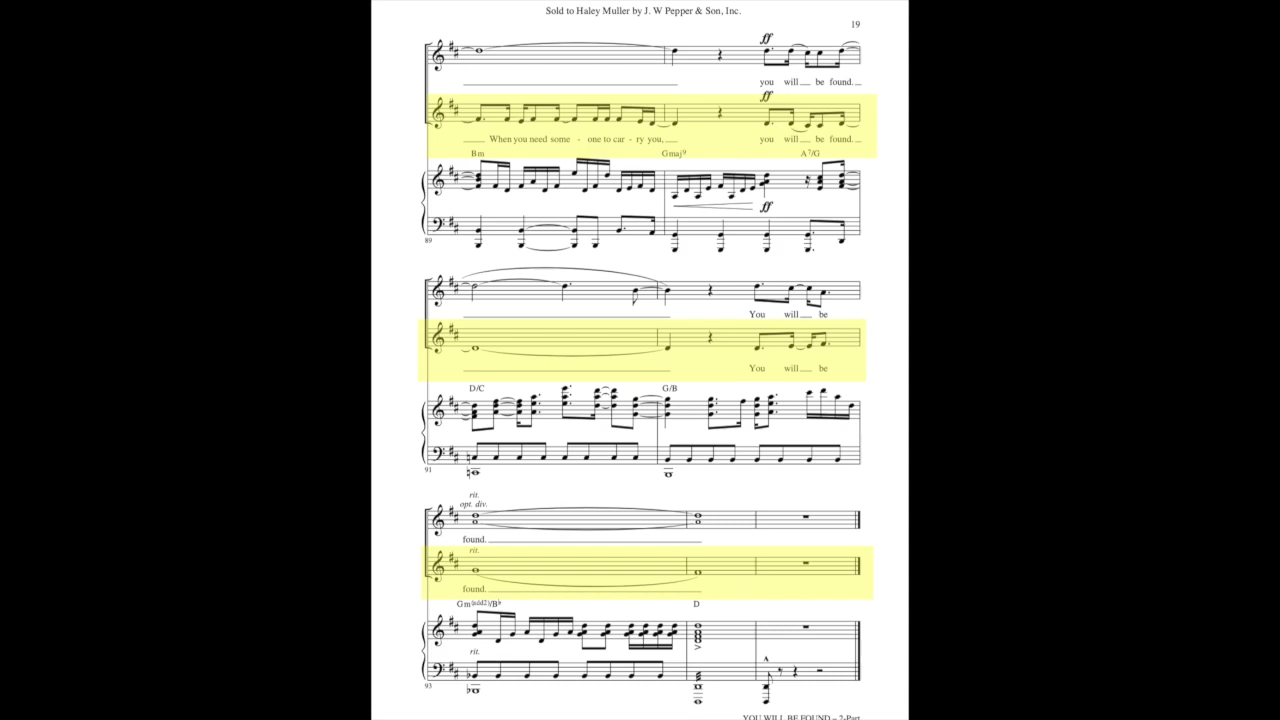 Sold to Haley Muller by J. W Pepper & Son, Inc.
19
ff
you will be found.
ff
When you need some - one to car - ry you, you will be found.
Bm Gmaj9 A7/G
ff
89
You will be
You will be
D/C G/B
91
rit.
opt. div.
found.
rit.
found.
Gm(add2)/B♭ D
rit.
93
YOU WILL BE FOUND – 2-Part